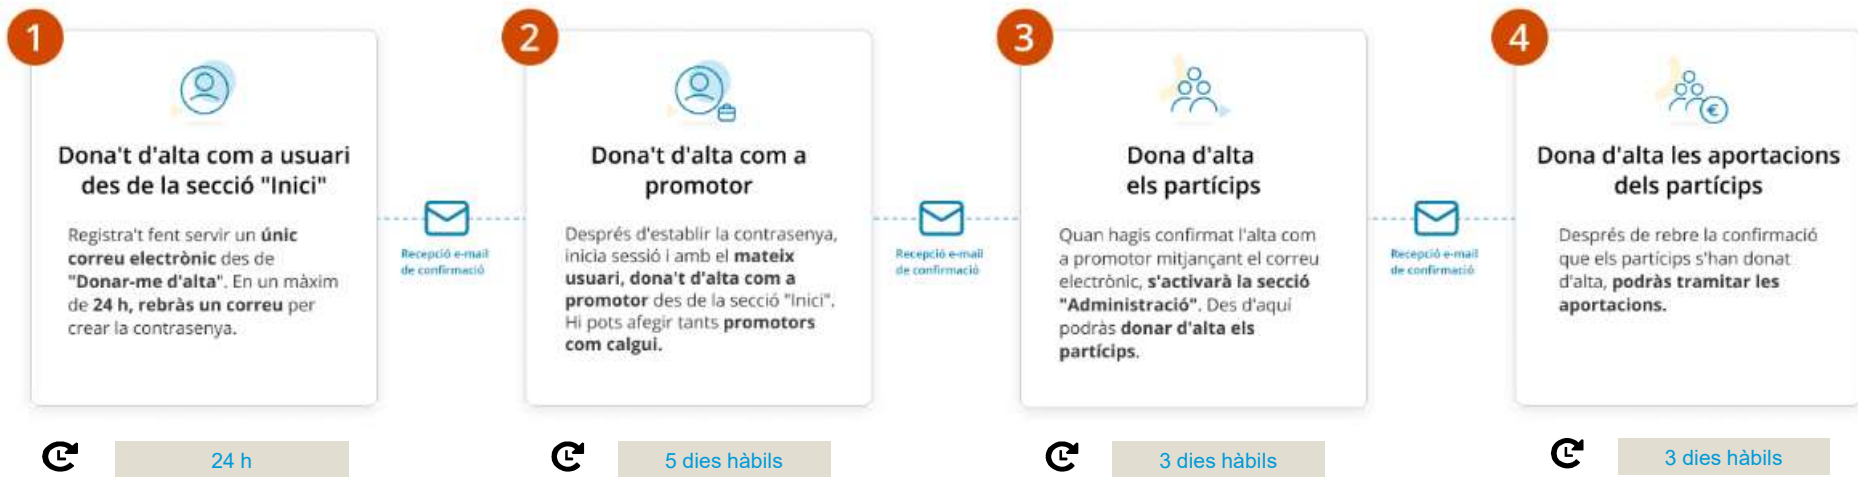 1
Dona't d'alta com a usuari
des de la secció "Inici"
Registra't fent servir un únic
correu electrònic des de
"Donar-me d'alta". En un màxim
de 24 h, rebràs un correu per
crear la contrasenya.
24 h
Recepció e-mail
de confirmació
2
Dona't d'alta com a
promotor
Després d'establir la contrasenya,
inicia sessió i amb el mateix
usuari, dona't d'alta com a
promotor des de la secció "Inici".
Hi pots afegir tants promotors
com calgui.
5 dies hàbils
Recepció e-mail
de confirmació
3
Dona d'alta
els partícips
Quan hagis confirmat l'alta com
a promotor mitjançant el correu
electrònic, s'activarà la secció
"Administració". Des d'aquí
podràs donar d'alta els
partícips.
3 dies hàbils
Recepció e-mail
de confirmació
4
Dona d'alta les aportacions
dels partícips
Després de rebre la confirmació
que els partícips s'han donat
d'alta, podràs tramitar les
aportacions.
3 dies hàbils